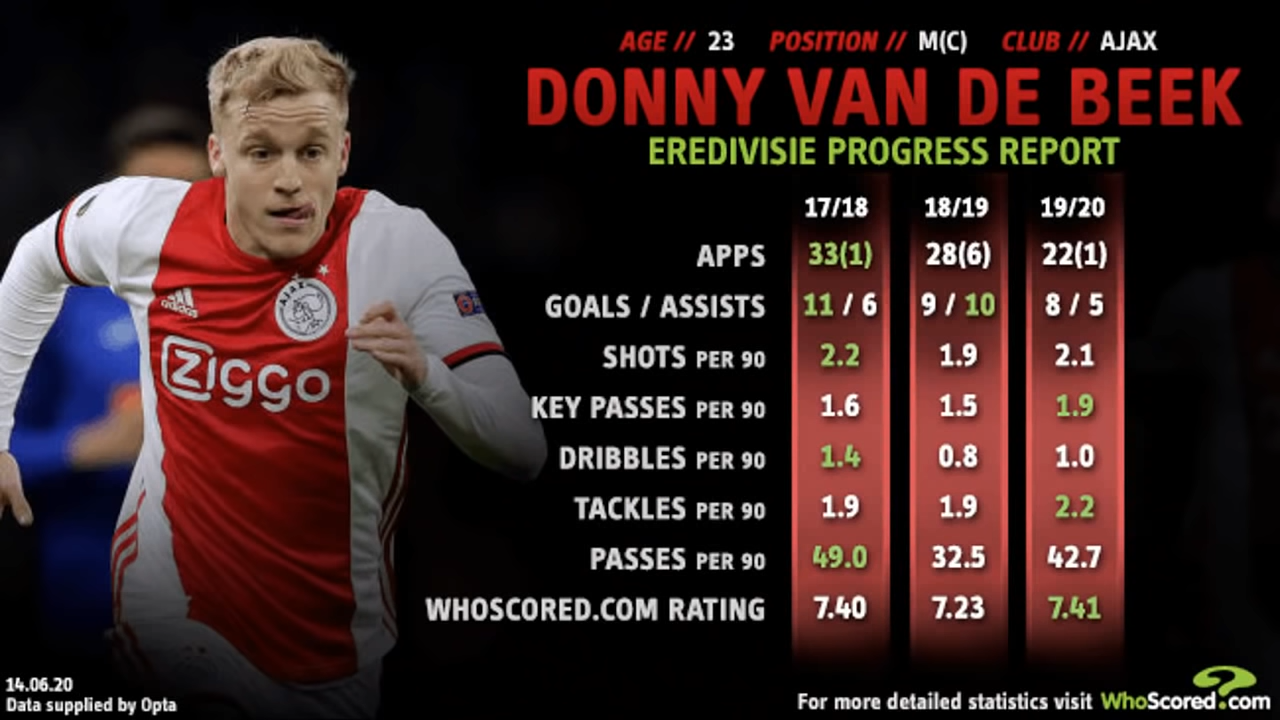 AGE // 23 POSITION // M(C) CLUB // AJAX
DONNY VAN DE BEEK
EREDIVISIE PROGRESS REPORT
17/18 18/19 19/20
APPS 33(1) 28(6) 22(1)
GOALS / ASSISTS 11 / 6 9 / 10 8 / 5
SHOTS PER 90 2.2 1.9 2.1
KEY PASSES PER 90 1.6 1.5 1.9
DRIBBLES PER 90 1.4 0.8 1.0
TACKLES PER 90 1.9 1.9 2.2
PASSES PER 90 49.0 32.5 42.7
WHOSCORED.COM RATING 7.40 7.23 7.41
adidas
AJAX
ZIGGO
14.06.20
Data supplied by Opta
For more detailed statistics visit WhoScored.com